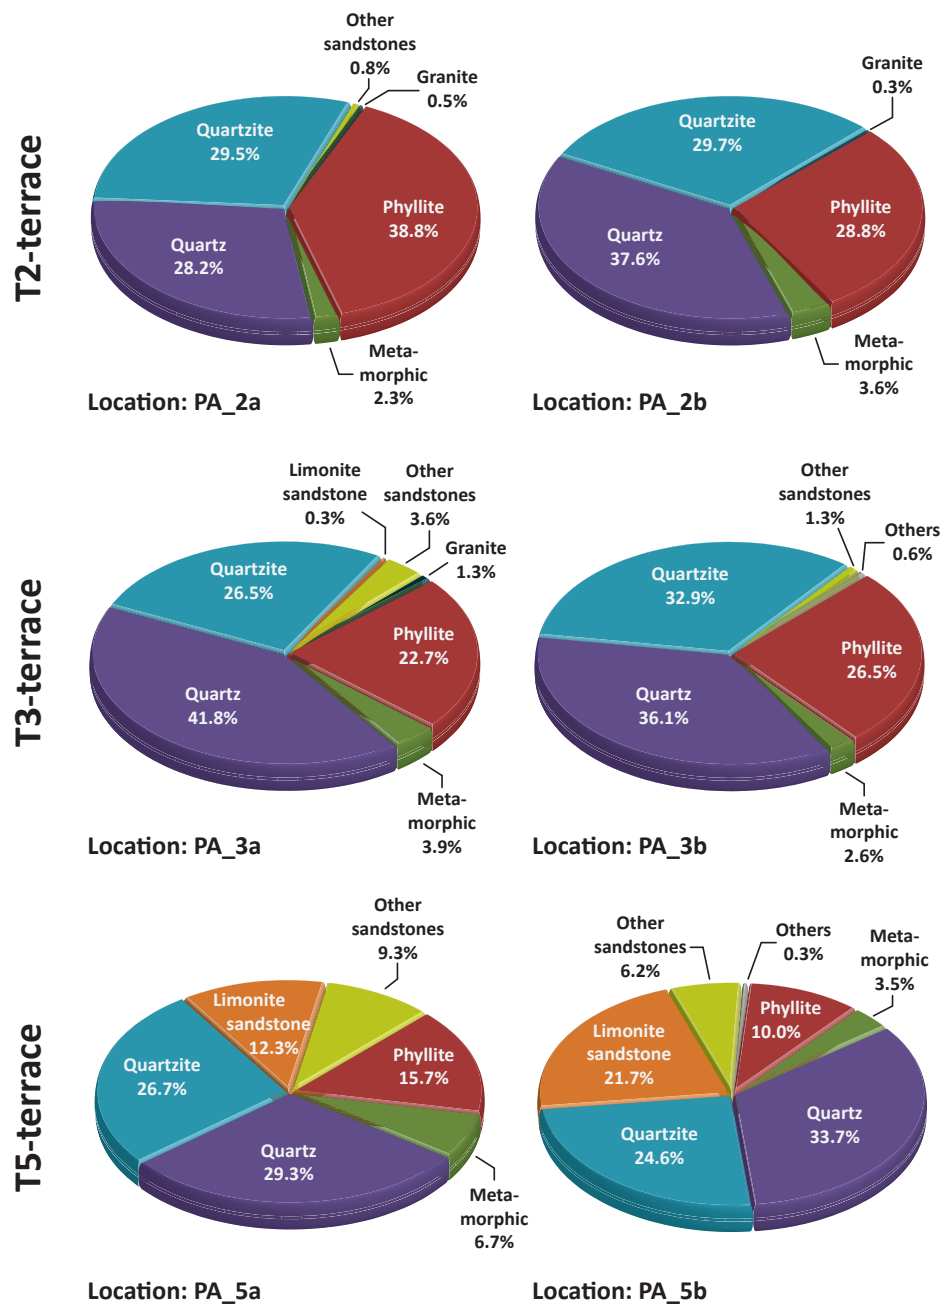 T2-terrace
Other
sandstones
0.8%
Granite
0.5%
Quartzite
29.5%
Phyllite
38.8%
Quartz
28.2%
Meta-
morphic
2.3%
Location: PA_2a
Granite
0.3%
Quartzite
29.7%
Phyllite
28.8%
Quartz
37.6%
Meta-
morphic
3.6%
Location: PA_2b
T3-terrace
Limonite
sandstone
0.3%
Other
sandstones
3.6%
Granite
1.3%
Quartzite
26.5%
Phyllite
22.7%
Quartz
41.8%
Meta-
morphic
3.9%
Location: PA_3a
Other
sandstones
1.3%
Others
0.6%
Quartzite
32.9%
Phyllite
26.5%
Quartz
36.1%
Meta-
morphic
2.6%
Location: PA_3b
T5-terrace
Other
sandstones
9.3%
Limonite
sandstone
12.3%
Phyllite
15.7%
Quartzite
26.7%
Quartz
29.3%
Meta-
morphic
6.7%
Location: PA_5a
Other
sandstones
6.2%
Others
0.3%
Meta-
morphic
3.5%
Phyllite
10.0%
Limonite
sandstone
21.7%
Quartz
33.7%
Quartzite
24.6%
Location: PA_5b